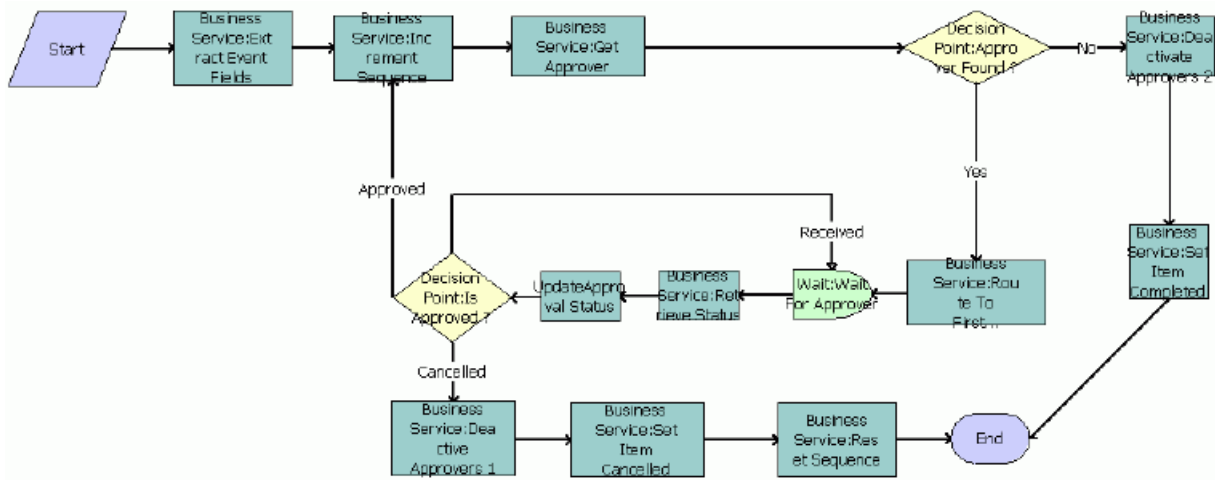 Start
Business
Service:Ext
ract Event
Fields
Business
Service:Inc
rement
Sequence
Business
Service:Get
Approver
Decision
Point:Appro
ver Found ?
No
Business
Service:Dea
ctivate
Approvers 2
Yes
Approved
Received
Decision
Point:Is
Approved ?
UpdateAppro
val Status
Business
Service:Ret
rieve Status
Wait:Wait
For Approver
Business
Service:Rou
te To
First...
Business
Service:Set
Item
Completed
Cancelled
Business
Service:Dea
ctive
Approvers 1
Business
Service:Set
Item
Cancelled
Business
Service:Res
et Sequence
End